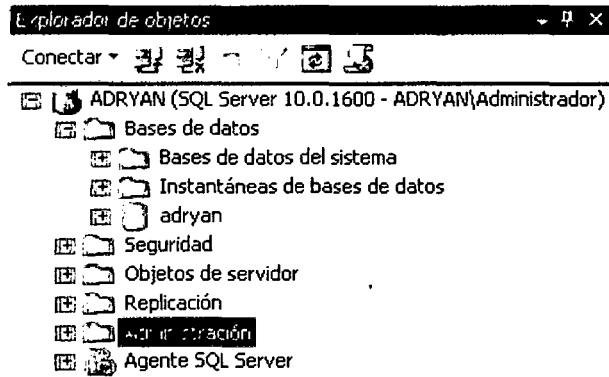 Explorador de objetos
Conectar
ADRYAN (SQL Server 10.0.1600 - ADRYAN\Administrador)
Bases de datos
Bases de datos del sistema
Instantáneas de bases de datos
adryan
Seguridad
Objetos de servidor
Replicación
Administración
Agente SQL Server